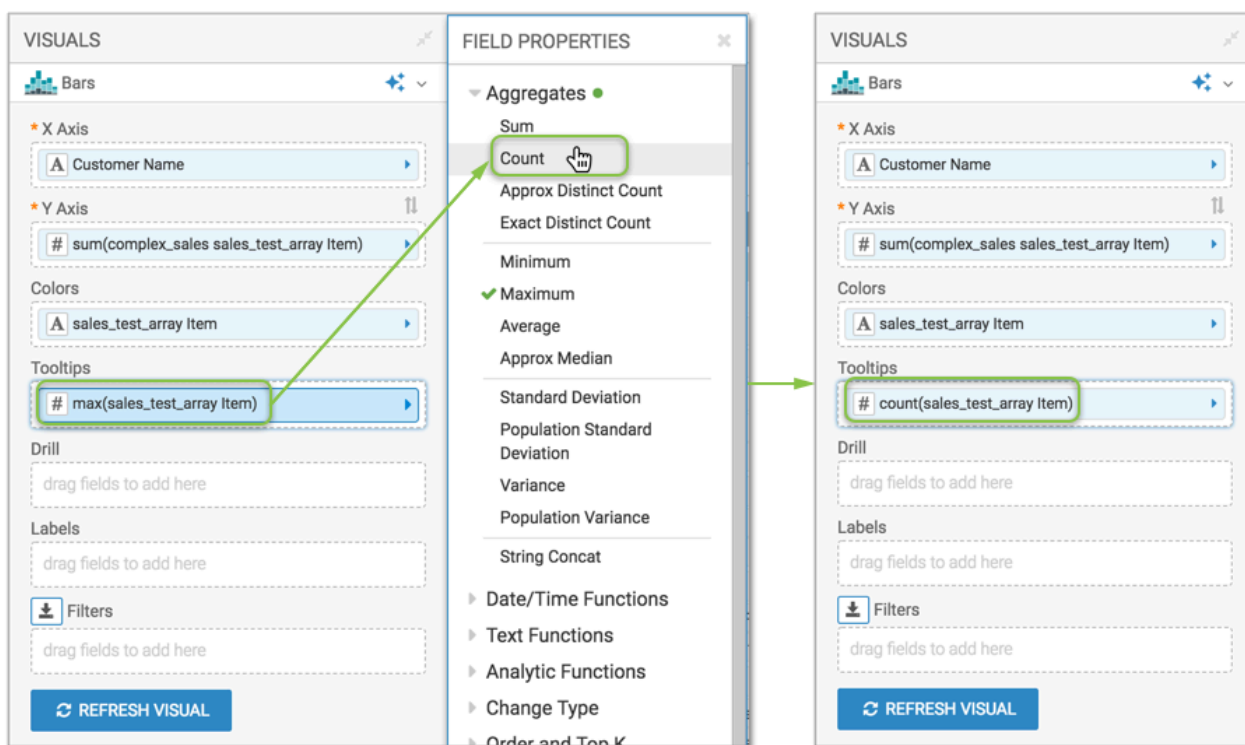 VISUALS
Bars
* X Axis
A Customer Name
* Y Axis
# sum(complex_sales sales_test_array Item)
Colors
A sales_test_array Item
Tooltips
# max(sales_test_array Item)
Drill
drag fields to add here
Labels
drag fields to add here
Filters
drag fields to add here
REFRESH VISUAL
FIELD PROPERTIES
Aggregates
Sum
Count
Approx Distinct Count
Exact Distinct Count
Minimum
Maximum
Average
Approx Median
Standard Deviation
Population Standard
Deviation
Variance
Population Variance
String Concat
Date/Time Functions
Text Functions
Analytic Functions
Change Type
Order and Top K
VISUALS
Bars
* X Axis
A Customer Name
* Y Axis
# sum(complex_sales sales_test_array Item)
Colors
A sales_test_array Item
Tooltips
# count(sales_test_array Item)
Drill
drag fields to add here
Labels
drag fields to add here
Filters
drag fields to add here
REFRESH VISUAL